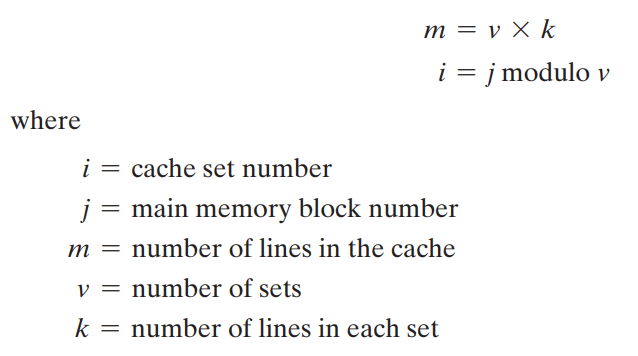 m = v × k
i = j modulo v
where
i = cache set number
j = main memory block number
m = number of lines in the cache
v = number of sets
k = number of lines in each set